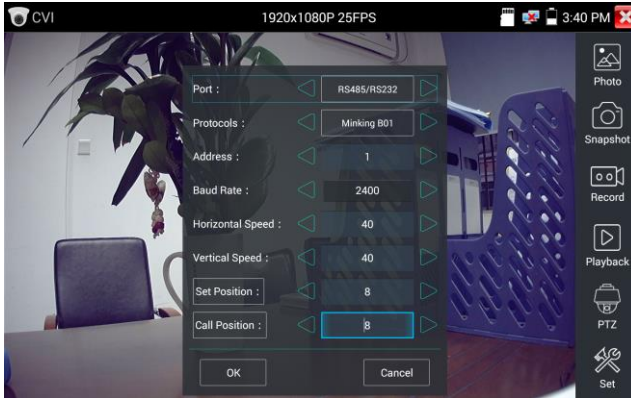 CVI 1920x1080P 25FPS 3:40 PM
Port : RS485/RS232
Protocols : Minking B01
Address : 1
Baud Rate : 2400
Horizontal Speed : 40
Vertical Speed : 40
Set Position : 8
Call Position : 8
OK Cancel
Photo
Snapshot
Record
Playback
PTZ
Set